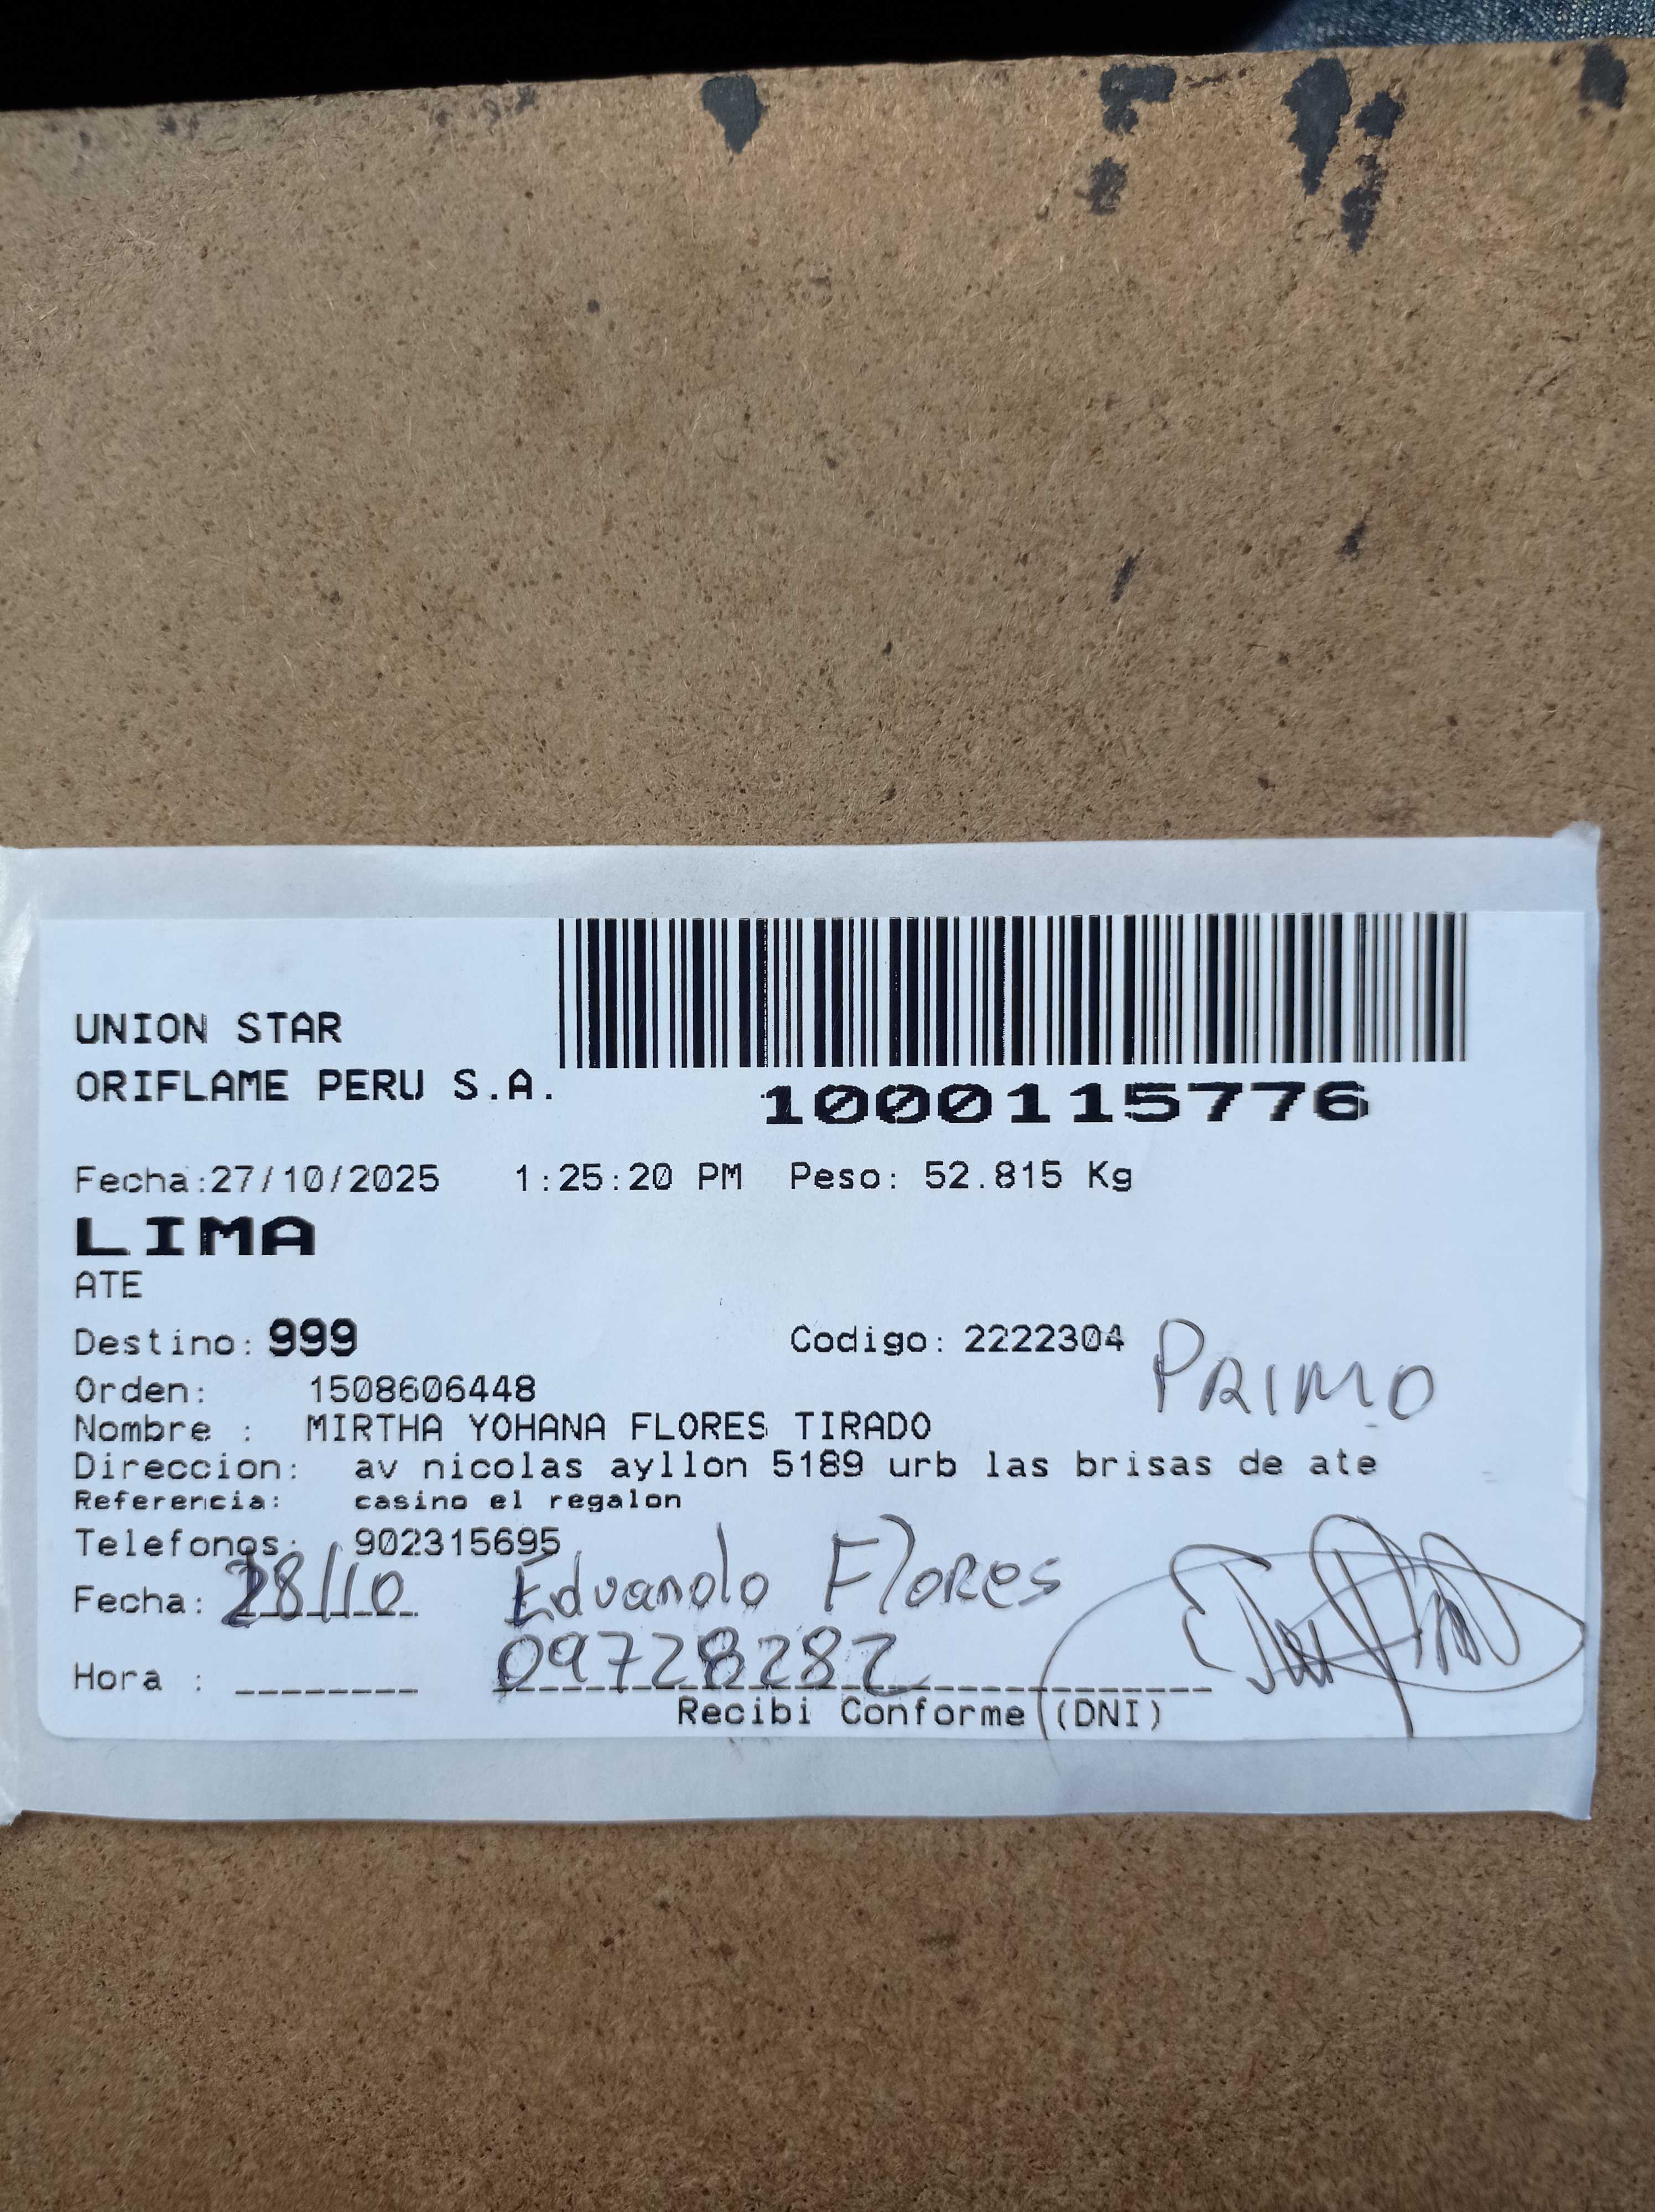 UNION STAR
ORIFLAME PERU S.A.
1000115776
Fecha:27/10/2025 1:25:20 PM Peso: 52.815 Kg
LIMA
ATE
Destino: 999 Codigo: 2222304 PRIMO
Orden: 1508606448
Nombre : MIRTHA YOHANA FLORES TIRADO
Direccion: av nicolas ayllon 5189 urb las brisas de ate
Referencia: casino el regalon
Telefonos: 902315695
Fecha: 28/10 Eduardo Flores
Hora : 09728282
Recibi Conforme (DNI)